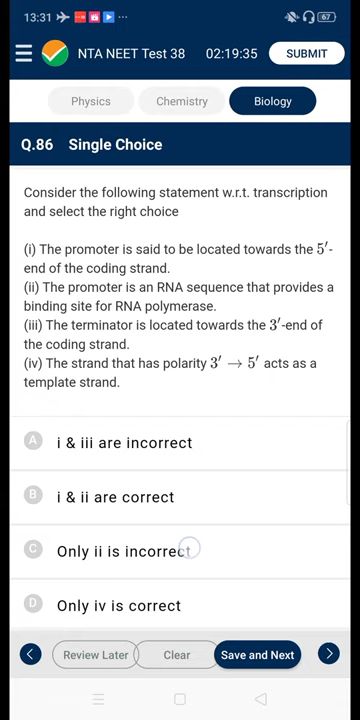 13:31
67
NTA NEET Test 38
02:19:35
SUBMIT
Physics
Chemistry
Biology
Q.86 Single Choice
Consider the following statement w.r.t. transcription
and select the right choice
(i) The promoter is said to be located towards the 5′-
end of the coding strand.
(ii) The promoter is an RNA sequence that provides a
binding site for RNA polymerase.
(iii) The terminator is located towards the 3′-end of
the coding strand.
(iv) The strand that has polarity 3′ → 5′ acts as a
template strand.
A i & iii are incorrect
B i & ii are correct
C Only ii is incorrect
D Only iv is correct
Review Later
Clear
Save and Next